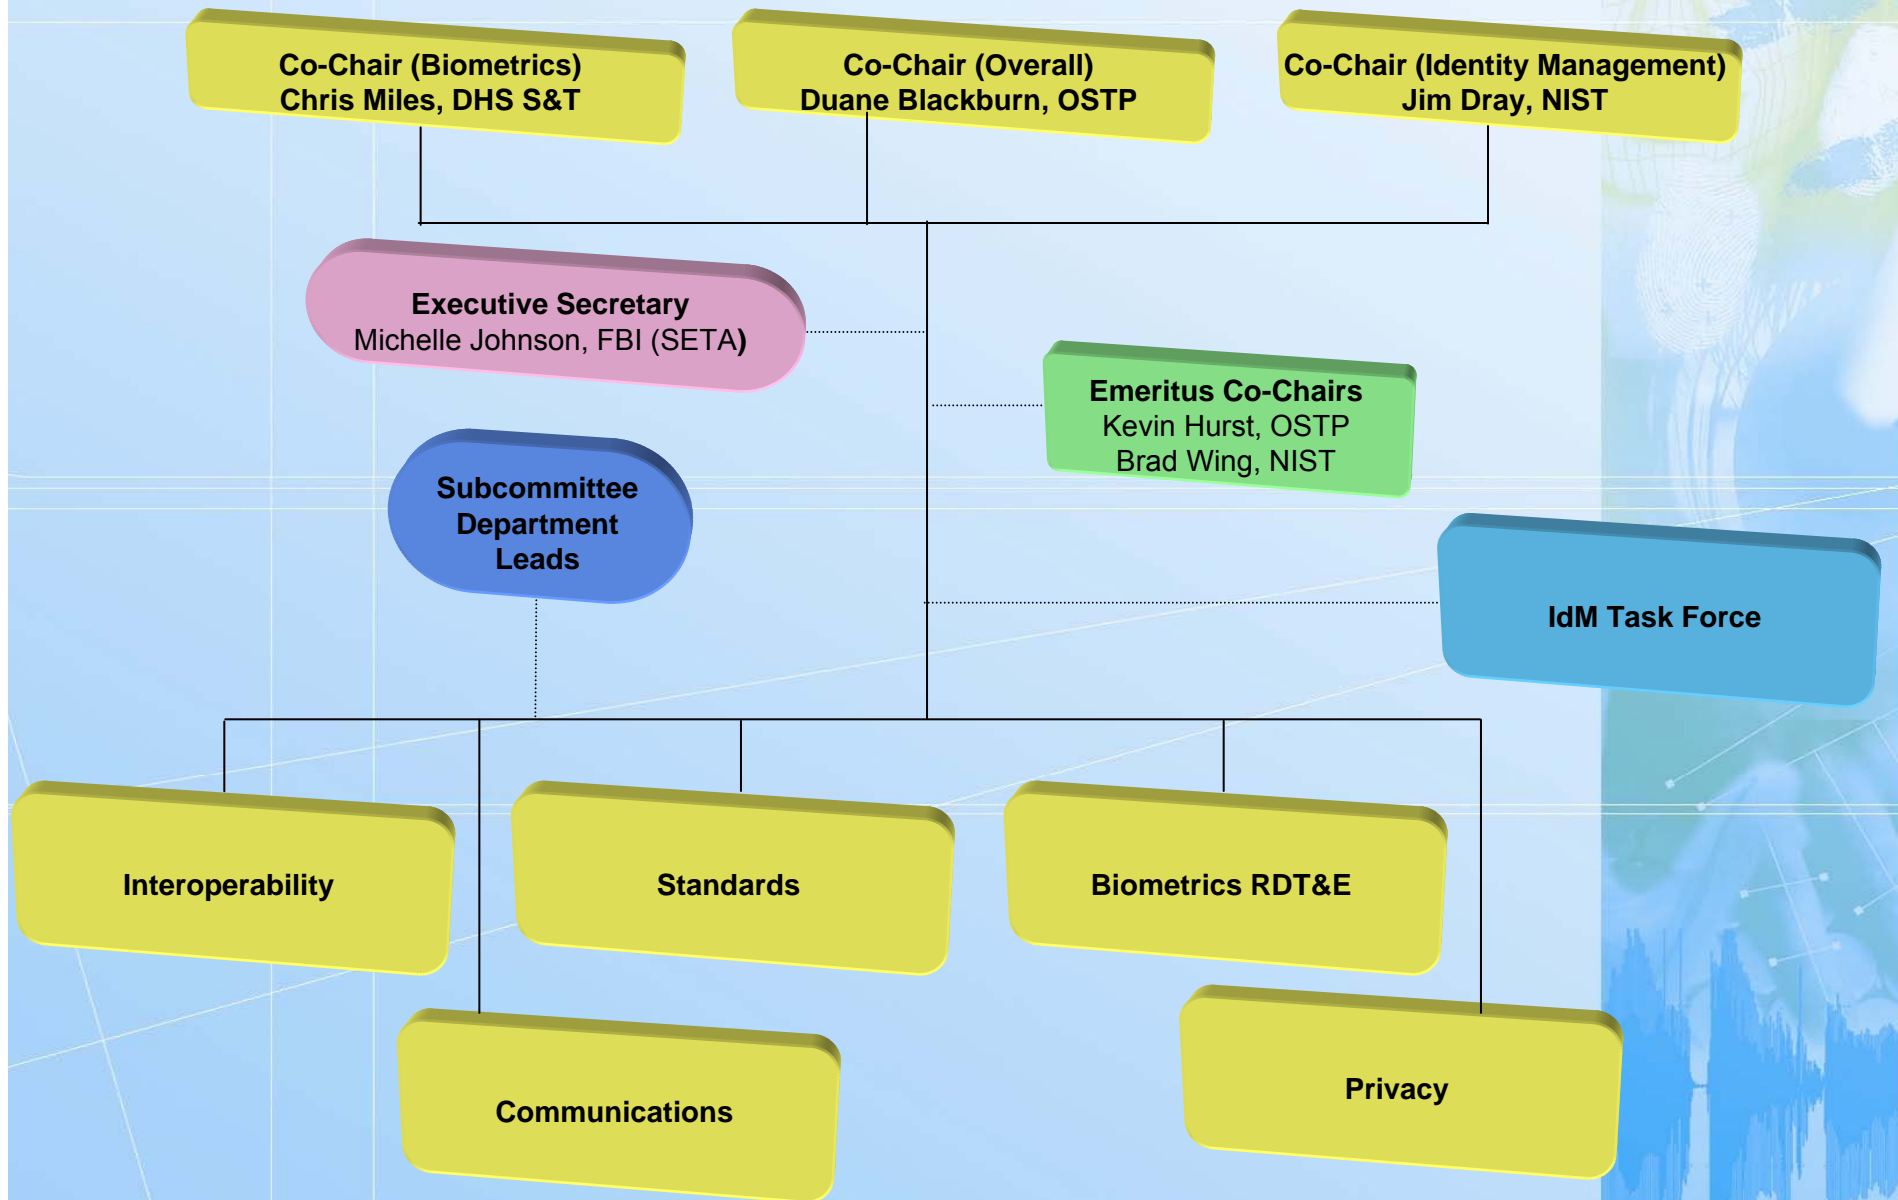 Co-Chair (Biometrics)
Chris Miles, DHS S&T
Co-Chair (Overall)
Duane Blackburn, OSTP
Co-Chair (Identity Management)
Jim Dray, NIST
Executive Secretary
Michelle Johnson, FBI (SETA)
Emeritus Co-Chairs
Kevin Hurst, OSTP
Brad Wing, NIST
Subcommittee
Department
Leads
IdM Task Force
Interoperability
Standards
Biometrics RDT&E
Communications
Privacy